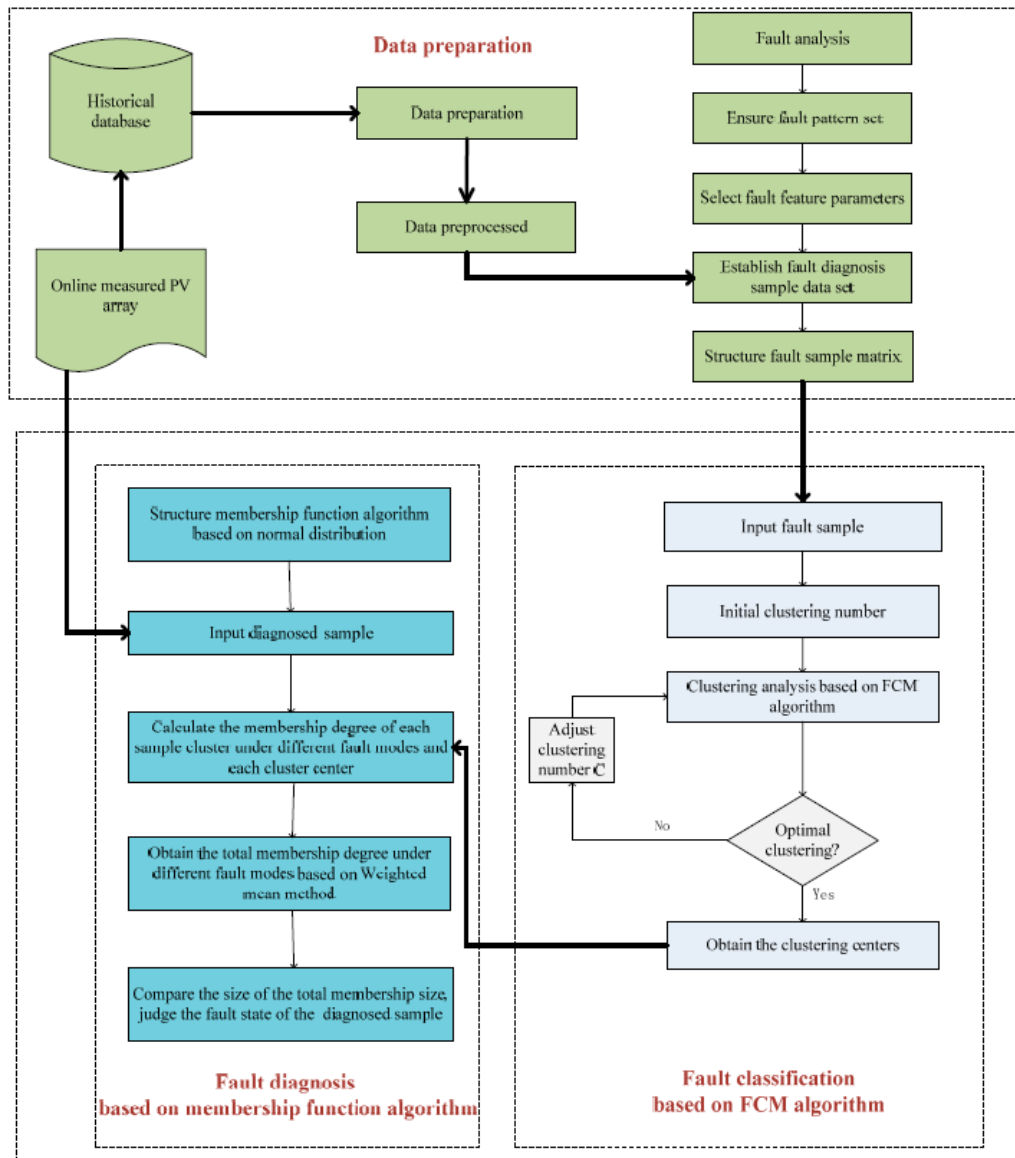 Data preparation
Historical
database
Online measured PV
array
Data preparation
Data preprocessed
Fault analysis
Ensure fault pattern set
Select fault feature parameters
Establish fault diagnosis
sample data set
Structure fault sample matrix
Structure membership function algorithm
based on normal distribution
Input diagnosed sample
Calculate the membership degree of each
sample cluster under different fault modes and
each cluster center
Obtain the total membership degree under
different fault modes based on Weighted
mean method
Compare the size of the total membership size,
judge the fault state of the diagnosed sample
Fault diagnosis
based on membership function algorithm
Input fault sample
Initial clustering number
Clustering analysis based on FCM
algorithm
Adjust
clustering
number C
No
Optimal
clustering?
Yes
Obtain the clustering centers
Fault classification
based on FCM algorithm